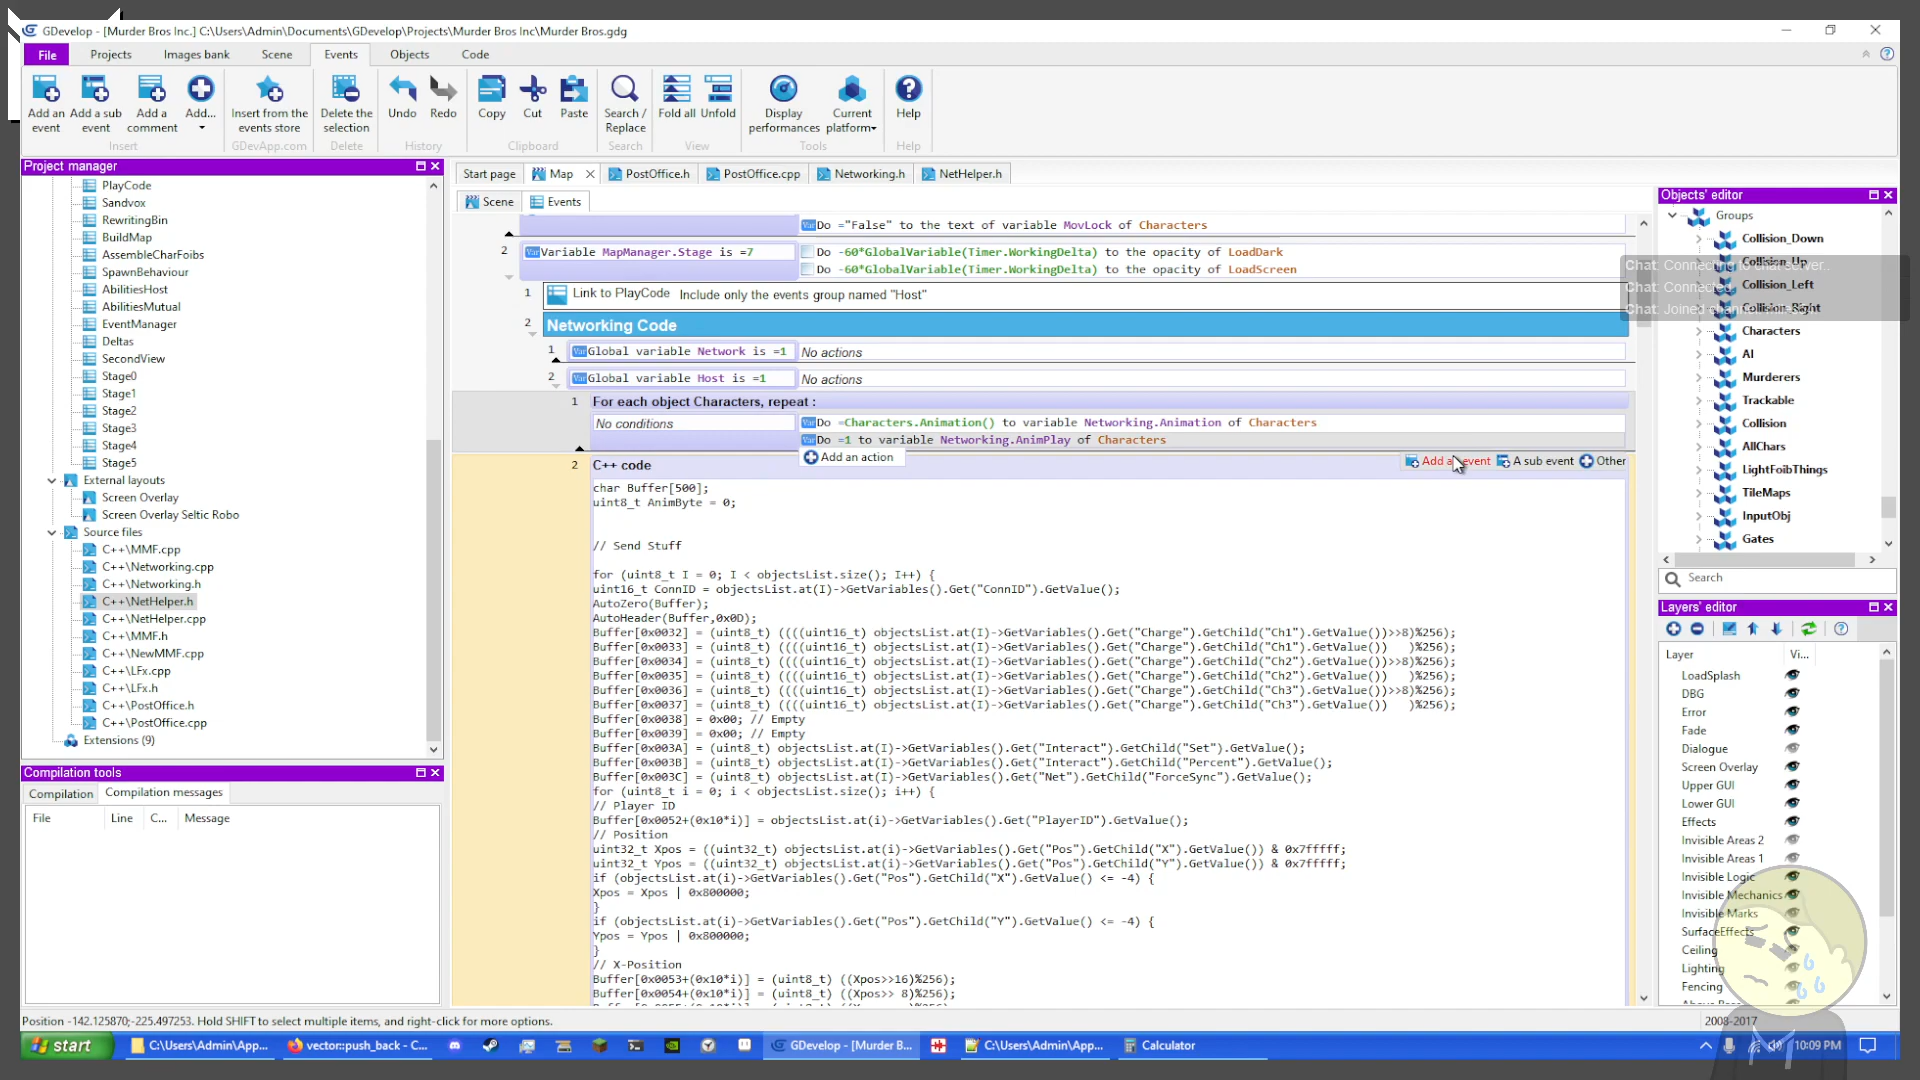 GDevelop - [Murder Bros Inc.] C:\Users\Admin\Documents\GDevelop\Projects\Murder Bros Inc\Murder Bros.gdg
File Projects Images bank Scene Events Objects Code
Add an event
Add a sub event
Add a comment
Add...
Insert from the events store
Delete the selection
Undo
Redo
Copy
Cut
Paste
Search / Replace
Fold all
Unfold
Display performances
Current platform
Help
Insert GDevApp.com Delete History Clipboard Search View Tools Help
Project manager
PlayCode
Sandvox
RewritingBin
BuildMap
AssembleCharFoibs
SpawnBehaviour
AbilitiesHost
AbilitiesMutual
EventManager
Deltas
SecondView
Stage0
Stage1
Stage2
Stage3
Stage4
Stage5
External layouts
Screen Overlay
Screen Overlay Seltic Robo
Source files
C++\MMF.cpp
C++\Networking.cpp
C++\Networking.h
C++\NetHelper.h
C++\NetHelper.cpp
C++\MMF.h
C++\NewMMF.cpp
C++\LFx.cpp
C++\LFx.h
C++\PostOffice.h
C++\PostOffice.cpp
Extensions (9)
Compilation tools
Compilation Compilation messages
File Line C... Message
Start page Map PostOffice.h PostOffice.cpp Networking.h NetHelper.h
Scene Events
Do ="False" to the text of variable MovLock of Characters
2 Variable MapManager.Stage is =7 Do -60*GlobalVariable(Timer.WorkingDelta) to the opacity of LoadDark
Do -60*GlobalVariable(Timer.WorkingDelta) to the opacity of LoadScreen
1 Link to PlayCode Include only the events group named "Host"
2 Networking Code
1 Global variable Network is =1 No actions
2 Global variable Host is =1 No actions
1 For each object Characters, repeat :
No conditions Do =Characters.Animation() to variable Networking.Animation of Characters
Do =1 to variable Networking.AnimPlay of Characters
Add an action
2 C++ code Add an event A sub event Other
char Buffer[500];
uint8_t AnimByte = 0;
// Send Stuff
for (uint8_t I = 0; I < objectsList.size(); I++) {
uint16_t ConnID = objectsList.at(I)->GetVariables().Get("ConnID").GetValue();
AutoZero(Buffer);
AutoHeader(Buffer,0x0D);
Buffer[0x0032] = (uint8_t) ((((uint16_t) objectsList.at(I)->GetVariables().Get("Charge").GetChild("Ch1").GetValue())>>8)%256);
Buffer[0x0033] = (uint8_t) ((((uint16_t) objectsList.at(I)->GetVariables().Get("Charge").GetChild("Ch1").GetValue())   )%256);
Buffer[0x0034] = (uint8_t) ((((uint16_t) objectsList.at(I)->GetVariables().Get("Charge").GetChild("Ch2").GetValue())>>8)%256);
Buffer[0x0035] = (uint8_t) ((((uint16_t) objectsList.at(I)->GetVariables().Get("Charge").GetChild("Ch2").GetValue())   )%256);
Buffer[0x0036] = (uint8_t) ((((uint16_t) objectsList.at(I)->GetVariables().Get("Charge").GetChild("Ch3").GetValue())>>8)%256);
Buffer[0x0037] = (uint8_t) ((((uint16_t) objectsList.at(I)->GetVariables().Get("Charge").GetChild("Ch3").GetValue())   )%256);
Buffer[0x0038] = 0x00; // Empty
Buffer[0x0039] = 0x00; // Empty
Buffer[0x003A] = (uint8_t) objectsList.at(I)->GetVariables().Get("Interact").GetChild("Set").GetValue();
Buffer[0x003B] = (uint8_t) objectsList.at(I)->GetVariables().Get("Interact").GetChild("Percent").GetValue();
Buffer[0x003C] = (uint8_t) objectsList.at(I)->GetVariables().Get("Net").GetChild("ForceSync").GetValue();
for (uint8_t i = 0; i < objectsList.size(); i++) {
// Player ID
Buffer[0x0052+(0x10*i)] = objectsList.at(i)->GetVariables().Get("PlayerID").GetValue();
// Position
uint32_t Xpos = ((uint32_t) objectsList.at(i)->GetVariables().Get("Pos").GetChild("X").GetValue()) & 0x7fffff;
uint32_t Ypos = ((uint32_t) objectsList.at(i)->GetVariables().Get("Pos").GetChild("Y").GetValue()) & 0x7fffff;
if (objectsList.at(i)->GetVariables().Get("Pos").GetChild("X").GetValue() <= -4) {
Xpos = Xpos | 0x800000;
}
if (objectsList.at(i)->GetVariables().Get("Pos").GetChild("Y").GetValue() <= -4) {
Ypos = Ypos | 0x800000;
}
// X-Position
Buffer[0x0053+(0x10*i)] = (uint8_t) ((Xpos>>16)%256);
Buffer[0x0054+(0x10*i)] = (uint8_t) ((Xpos>> 8)%256);
Objects' editor
Groups
Collision_Down
Collision_Up
Collision_Left
Collision_Right
Characters
AI
Murderers
Trackable
Collision
AllChars
LightFoibThings
TileMaps
InputObj
Gates
Chat: Connecting to chat server..
Chat: Connected
Chat: Joined channel
Search
Layers' editor
Layer Vi...
LoadSplash
DBG
Error
Fade
Dialogue
Screen Overlay
Upper GUI
Lower GUI
Effects
Invisible Areas 2
Invisible Areas 1
Invisible Logic
Invisible Mechanics
Invisible Marks
SurfaceEffects
Ceiling
Lighting
Fencing
Position -142.125870;-225.497253. Hold SHIFT to select multiple items, and right-click for more options.
2008-2017
start C:\Users\Admin\App... vector::push_back - C... GDevelop - [Murder B... C:\Users\Admin\App... Calculator 10:09 PM